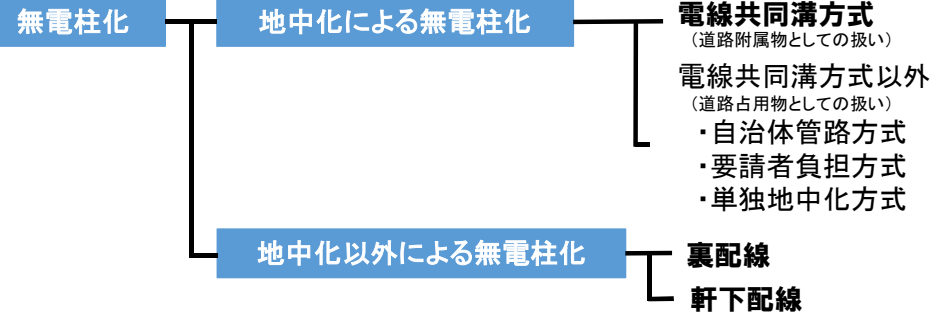 無電柱化
地中化による無電柱化
電線共同溝方式
（道路附属物としての扱い）
電線共同溝方式以外
（道路占用物としての扱い）
・自治体管路方式
・要請者負担方式
・単独地中化方式
地中化以外による無電柱化
裏配線
軒下配線